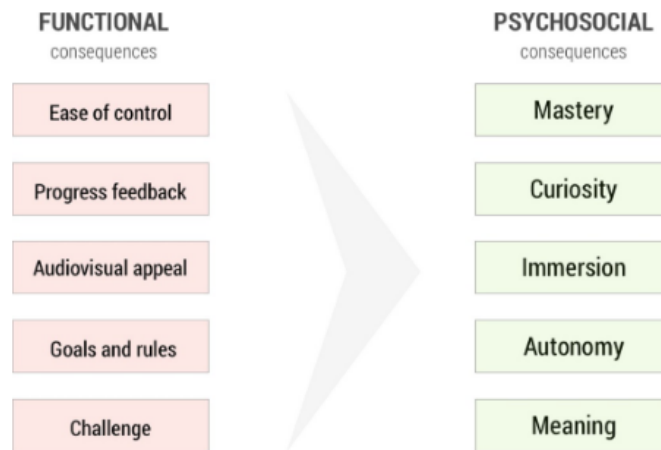 FUNCTIONAL
consequences
Ease of control
Progress feedback
Audiovisual appeal
Goals and rules
Challenge
PSYCHOSOCIAL
consequences
Mastery
Curiosity
Immersion
Autonomy
Meaning